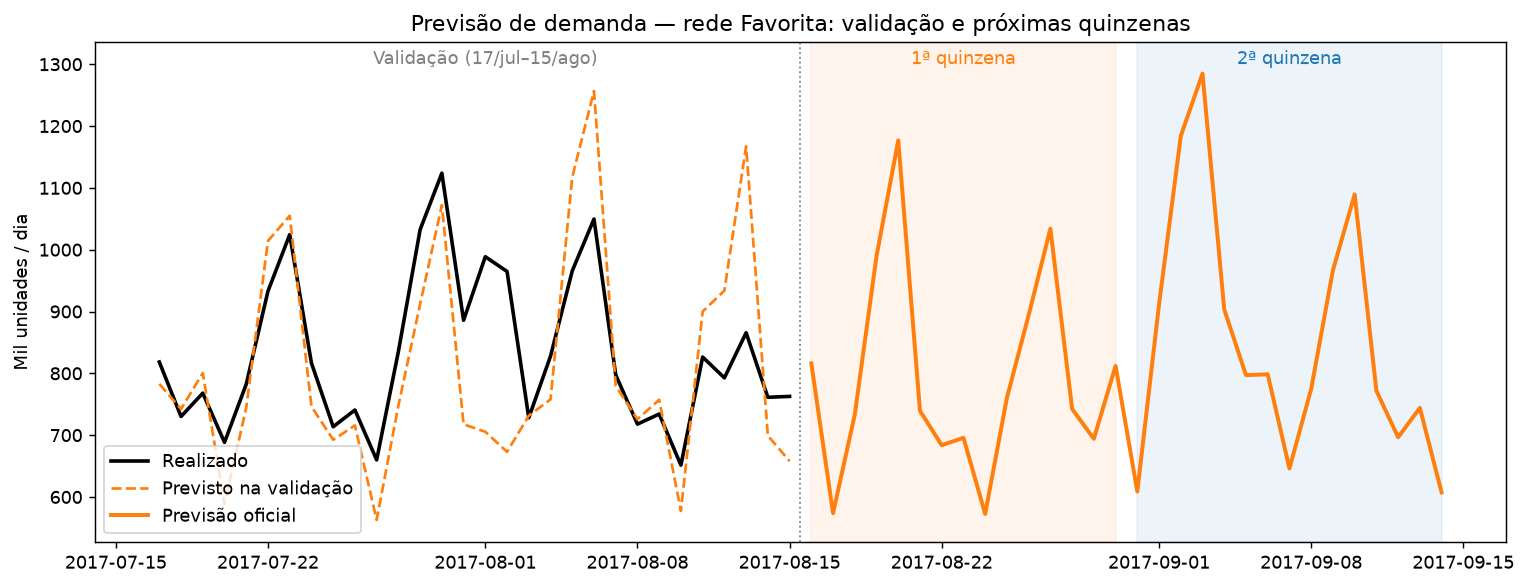 Previsão de demanda — rede Favorita: validação e próximas quinzenas
Validação (17/jul–15/ago)
1ª quinzena
2ª quinzena
Mil unidades / dia
1300
1200
1100
1000
900
800
700
600
Realizado
Previsto na validação
Previsão oficial
2017-07-15
2017-07-22
2017-08-01
2017-08-08
2017-08-15
2017-08-22
2017-09-01
2017-09-08
2017-09-15